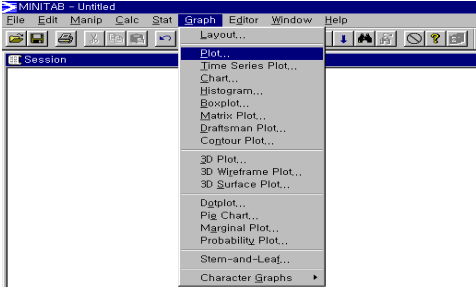 MINITAB - Untitled
File Edit Manip Calc Stat Graph Editor Window Help
Session
Layout...
Plot...
Time Series Plot...
Chart...
Histogram...
Boxplot...
Matrix Plot...
Draftsman Plot...
Contour Plot...
3D Plot...
3D Wireframe Plot...
3D Surface Plot...
Dotplot...
Pie Chart...
Marginal Plot...
Probability Plot...
Stem-and-Leaf...
Character Graphs